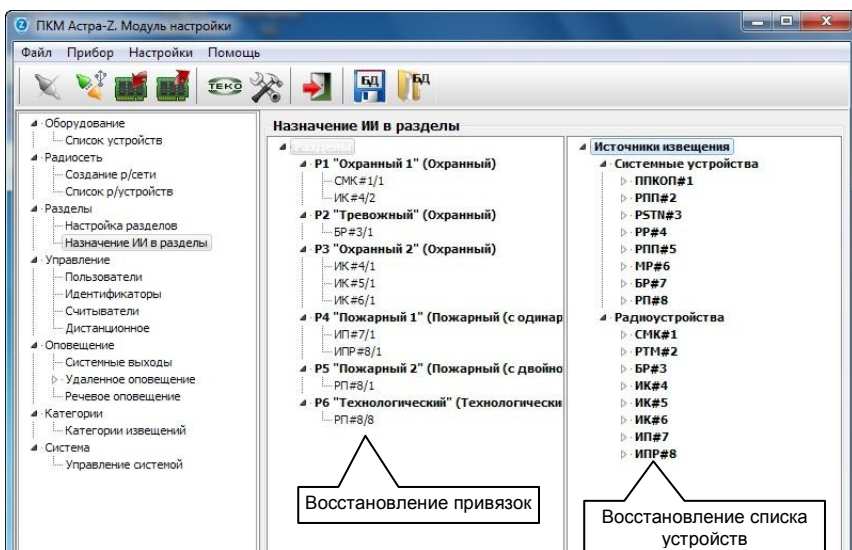 ПКМ Астра-Z. Модуль настройки
Файл Прибор Настройки Помощь
ТЕКО БД БД
Оборудование
Список устройств
Радиосеть
Создание р/сети
Список р/устройств
Разделы
Настройка разделов
Назначение ИИ в разделы
Управление
Пользователи
Идентификаторы
Считыватели
Дистанционное
Оповещение
Системные выходы
Удаленное оповещение
Речевое оповещение
Категории
Категории извещений
Система
Управление системой
Назначение ИИ в разделы
Разделы
Р1 "Охранный 1" (Охранный)
СМК#1/1
ИК#4/2
Р2 "Тревожный" (Охранный)
БР#3/1
Р3 "Охранный 2" (Охранный)
ИК#4/1
ИК#5/1
ИК#6/1
Р4 "Пожарный 1" (Пожарный (с одинар
ИП#7/1
ИПР#8/1
Р5 "Пожарный 2" (Пожарный (с двойно
РП#8/1
Р6 "Технологический" (Технологически
РП#8/8
Восстановление привязок
Источники извещения
Системные устройства
ППКОП#1
РПП#2
PSTN#3
РР#4
РПП#5
МР#6
БР#7
РП#8
Радиоустройства
СМК#1
РТМ#2
БР#3
ИК#4
ИК#5
ИК#6
ИП#7
ИПР#8
Восстановление списка
устройств